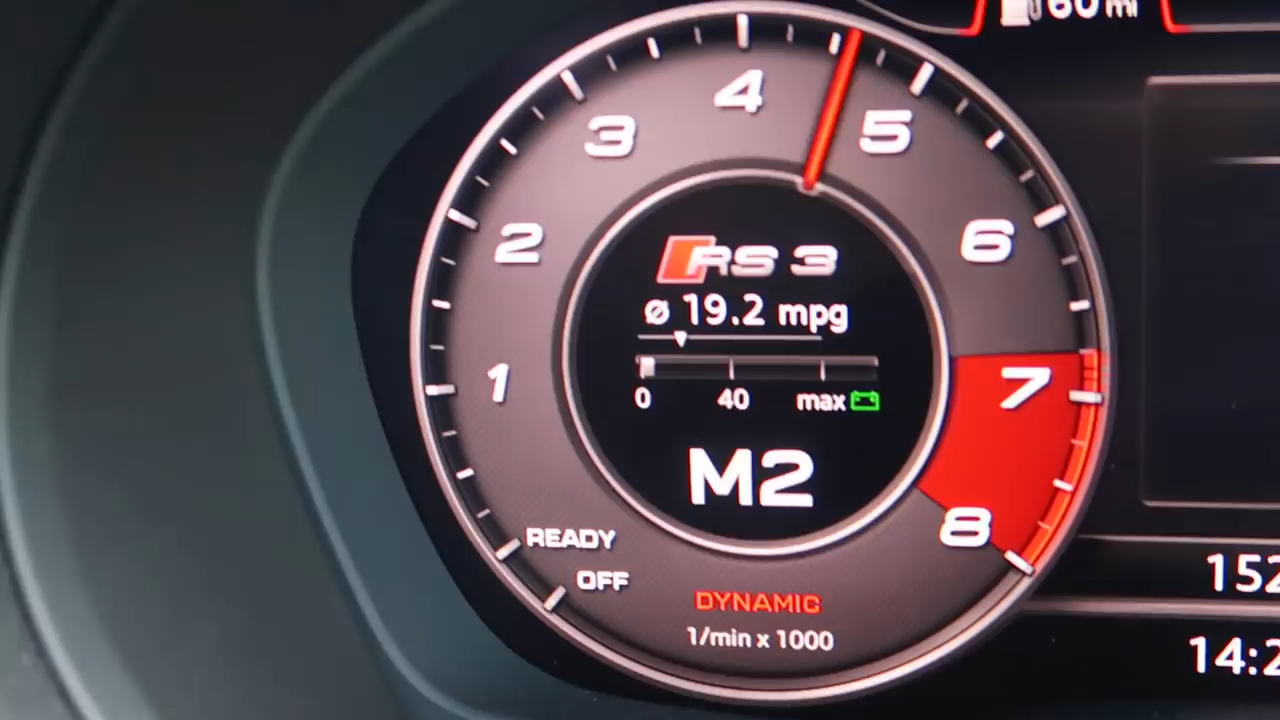 60 mi
4
3
5
2
6
RS 3
ø 19.2 mpg
1
7
0 40 max
M2
8
READY
OFF
DYNAMIC
1/min x 1000
152
14:2